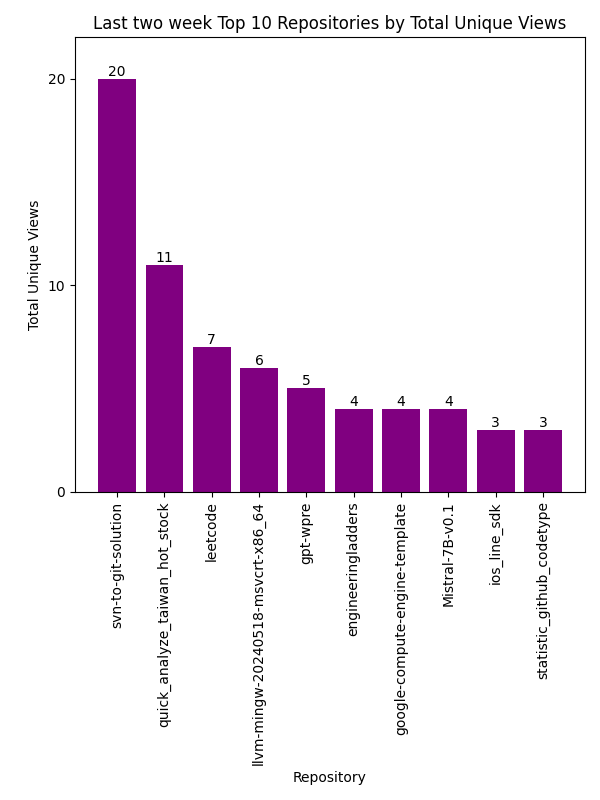 Last two week Top 10 Repositories by Total Unique Views
Total Unique Views
20
10
0
20
11
7
6
5
4
4
4
3
3
svn-to-git-solution
quick_analyze_taiwan_hot_stock
leetcode
llvm-mingw-20240518-msvcrt-x86_64
gpt-wpre
engineeringladders
google-compute-engine-template
Mistral-7B-v0.1
ios_line_sdk
statistic_github_codetype
Repository